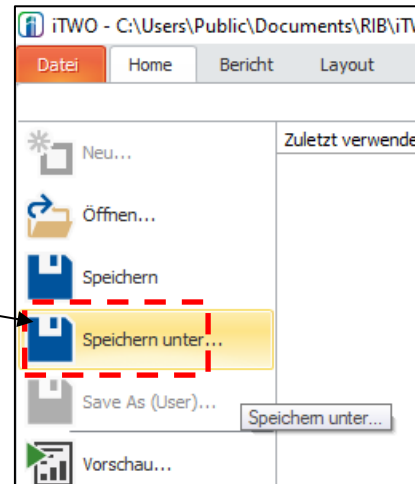 iTWO - C:\Users\Public\Documents\RIB\iTW
Datei Home Bericht Layout
Zuletzt verwende
Neu...
Öffnen...
Speichern
Speichern unter...
Save As (User)...
Speichern unter...
Vorschau...